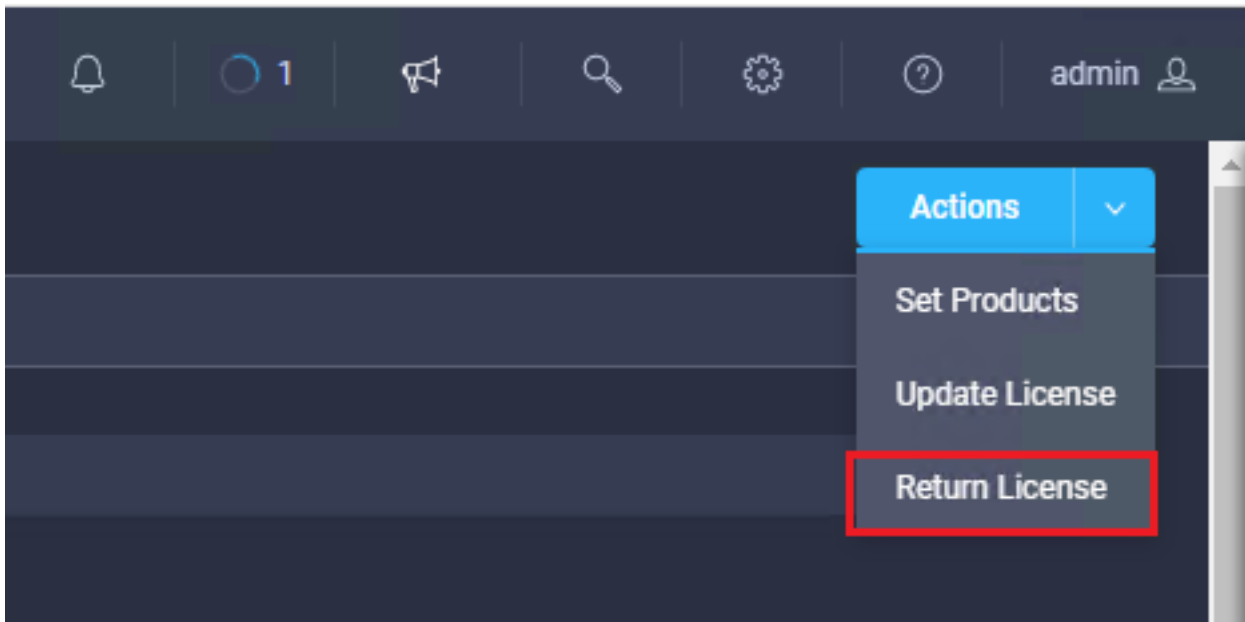 1 admin
Actions
Set Products
Update License
Return License